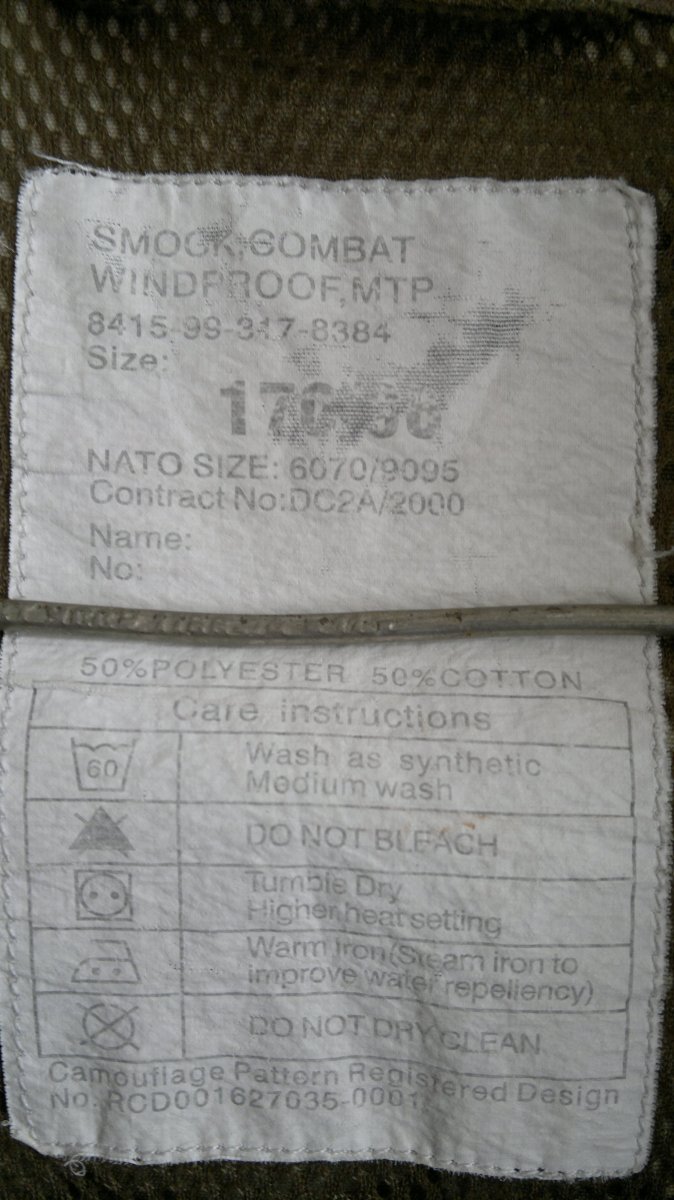 SMOCK,COMBAT
WINDPROOF,MTP
8415-99-317-8384
Size:
NATO SIZE: 6070/9095
Contract No:DC2A/2000
Name:
No:
50%POLYESTER 50%COTTON
Care instructions
60
Wash as synthetic
Medium wash
DO NOT BLEACH
Tumble Dry
Higher heat setting
Warm Iron(Steam iron to
improve water repellency)
DO NOT DRY CLEAN
Camouflage Pattern Registered Design
No. RCD001627035-0001